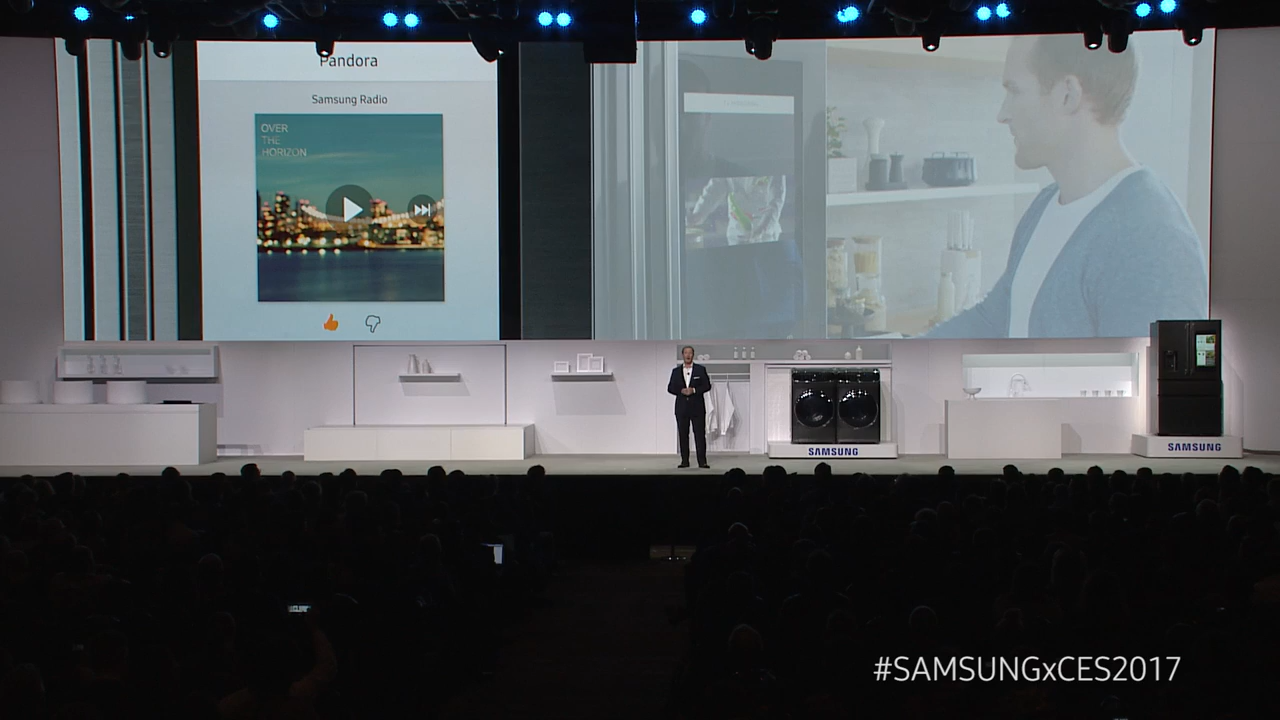 Pandora
Samsung Radio
OVER
THE
HORIZON
SAMSUNG
SAMSUNG
#SAMSUNGxCES2017